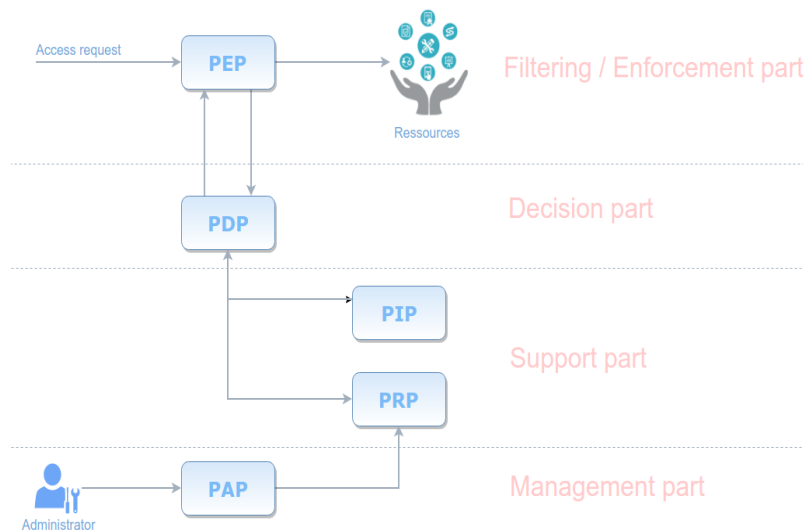 Access request
PEP
Ressources
Filtering / Enforcement part
PDP
Decision part
PIP
Support part
PRP
PAP
Management part
Administrator